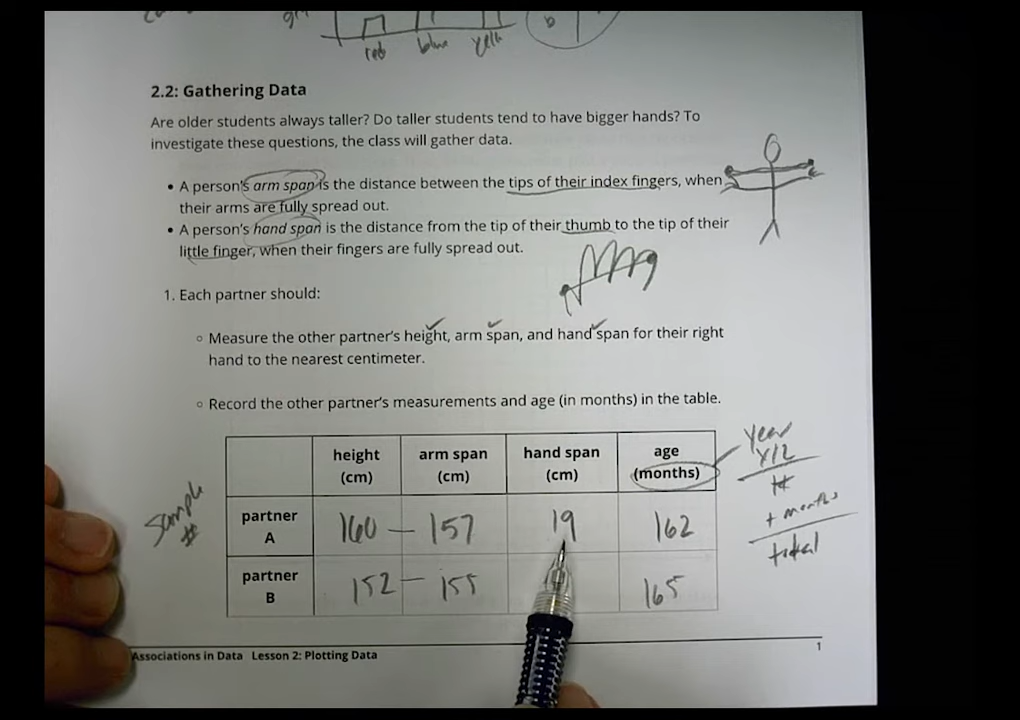 red blue yell
b
2.2: Gathering Data
Are older students always taller? Do taller students tend to have bigger hands? To
investigate these questions, the class will gather data.
• A person's arm span is the distance between the tips of their index fingers, when
their arms are fully spread out.
• A person's hand span is the distance from the tip of their thumb to the tip of their
little finger, when their fingers are fully spread out.
1. Each partner should:
◦ Measure the other partner's height, arm span, and hand span for their right
hand to the nearest centimeter.
◦ Record the other partner's measurements and age (in months) in the table.
height arm span hand span age
(cm) (cm) (cm) (months)
year
x12
#
+ months
total
Sample
#
partner
A
160 — 157 19 162
partner
B
152 — 155 165
Associations in Data Lesson 2: Plotting Data
1